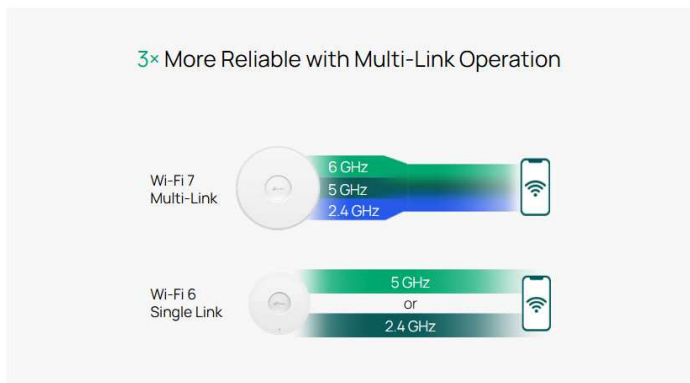 3× More Reliable with Multi-Link Operation
Wi-Fi 7
Multi-Link
6 GHz
5 GHz
2.4 GHz
Wi-Fi 6
Single Link
5 GHz
or
2.4 GHz